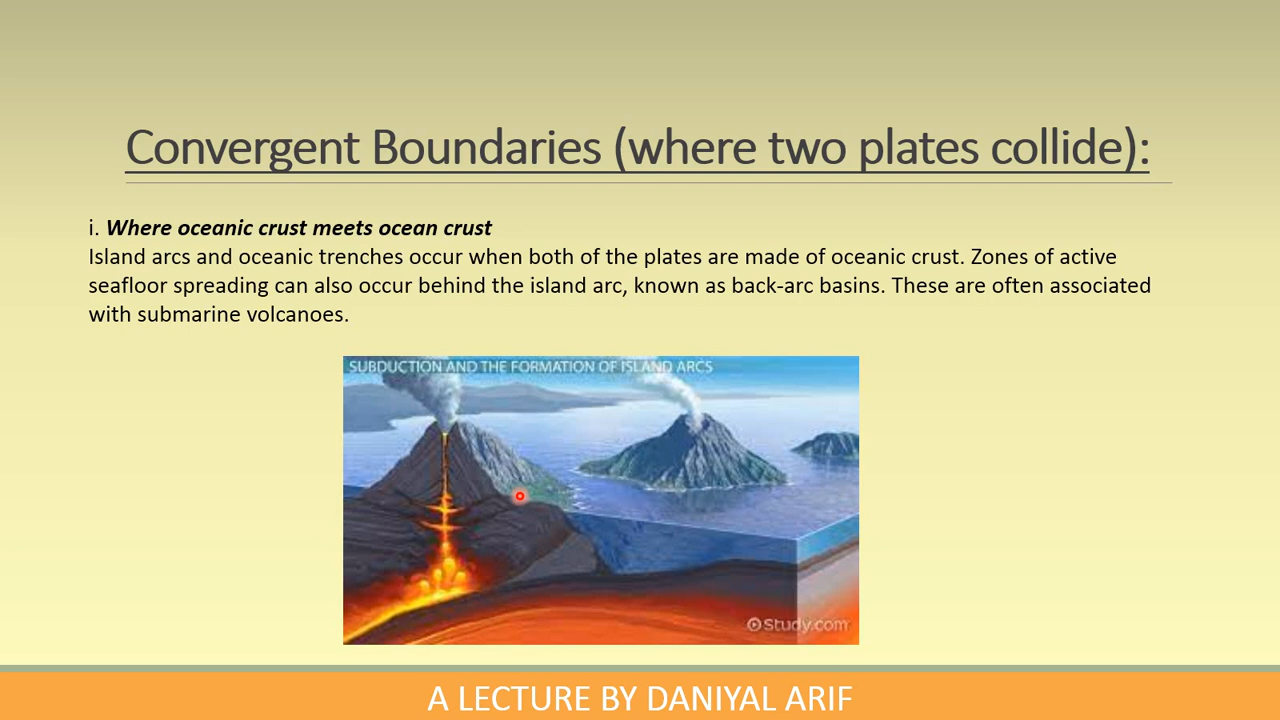 Convergent Boundaries (where two plates collide):
i. Where oceanic crust meets ocean crust
Island arcs and oceanic trenches occur when both of the plates are made of oceanic crust. Zones of active
seafloor spreading can also occur behind the island arc, known as back-arc basins. These are often associated
with submarine volcanoes.
SUBDUCTION AND THE FORMATION OF ISLAND ARCS
Study.com
A LECTURE BY DANIYAL ARIF